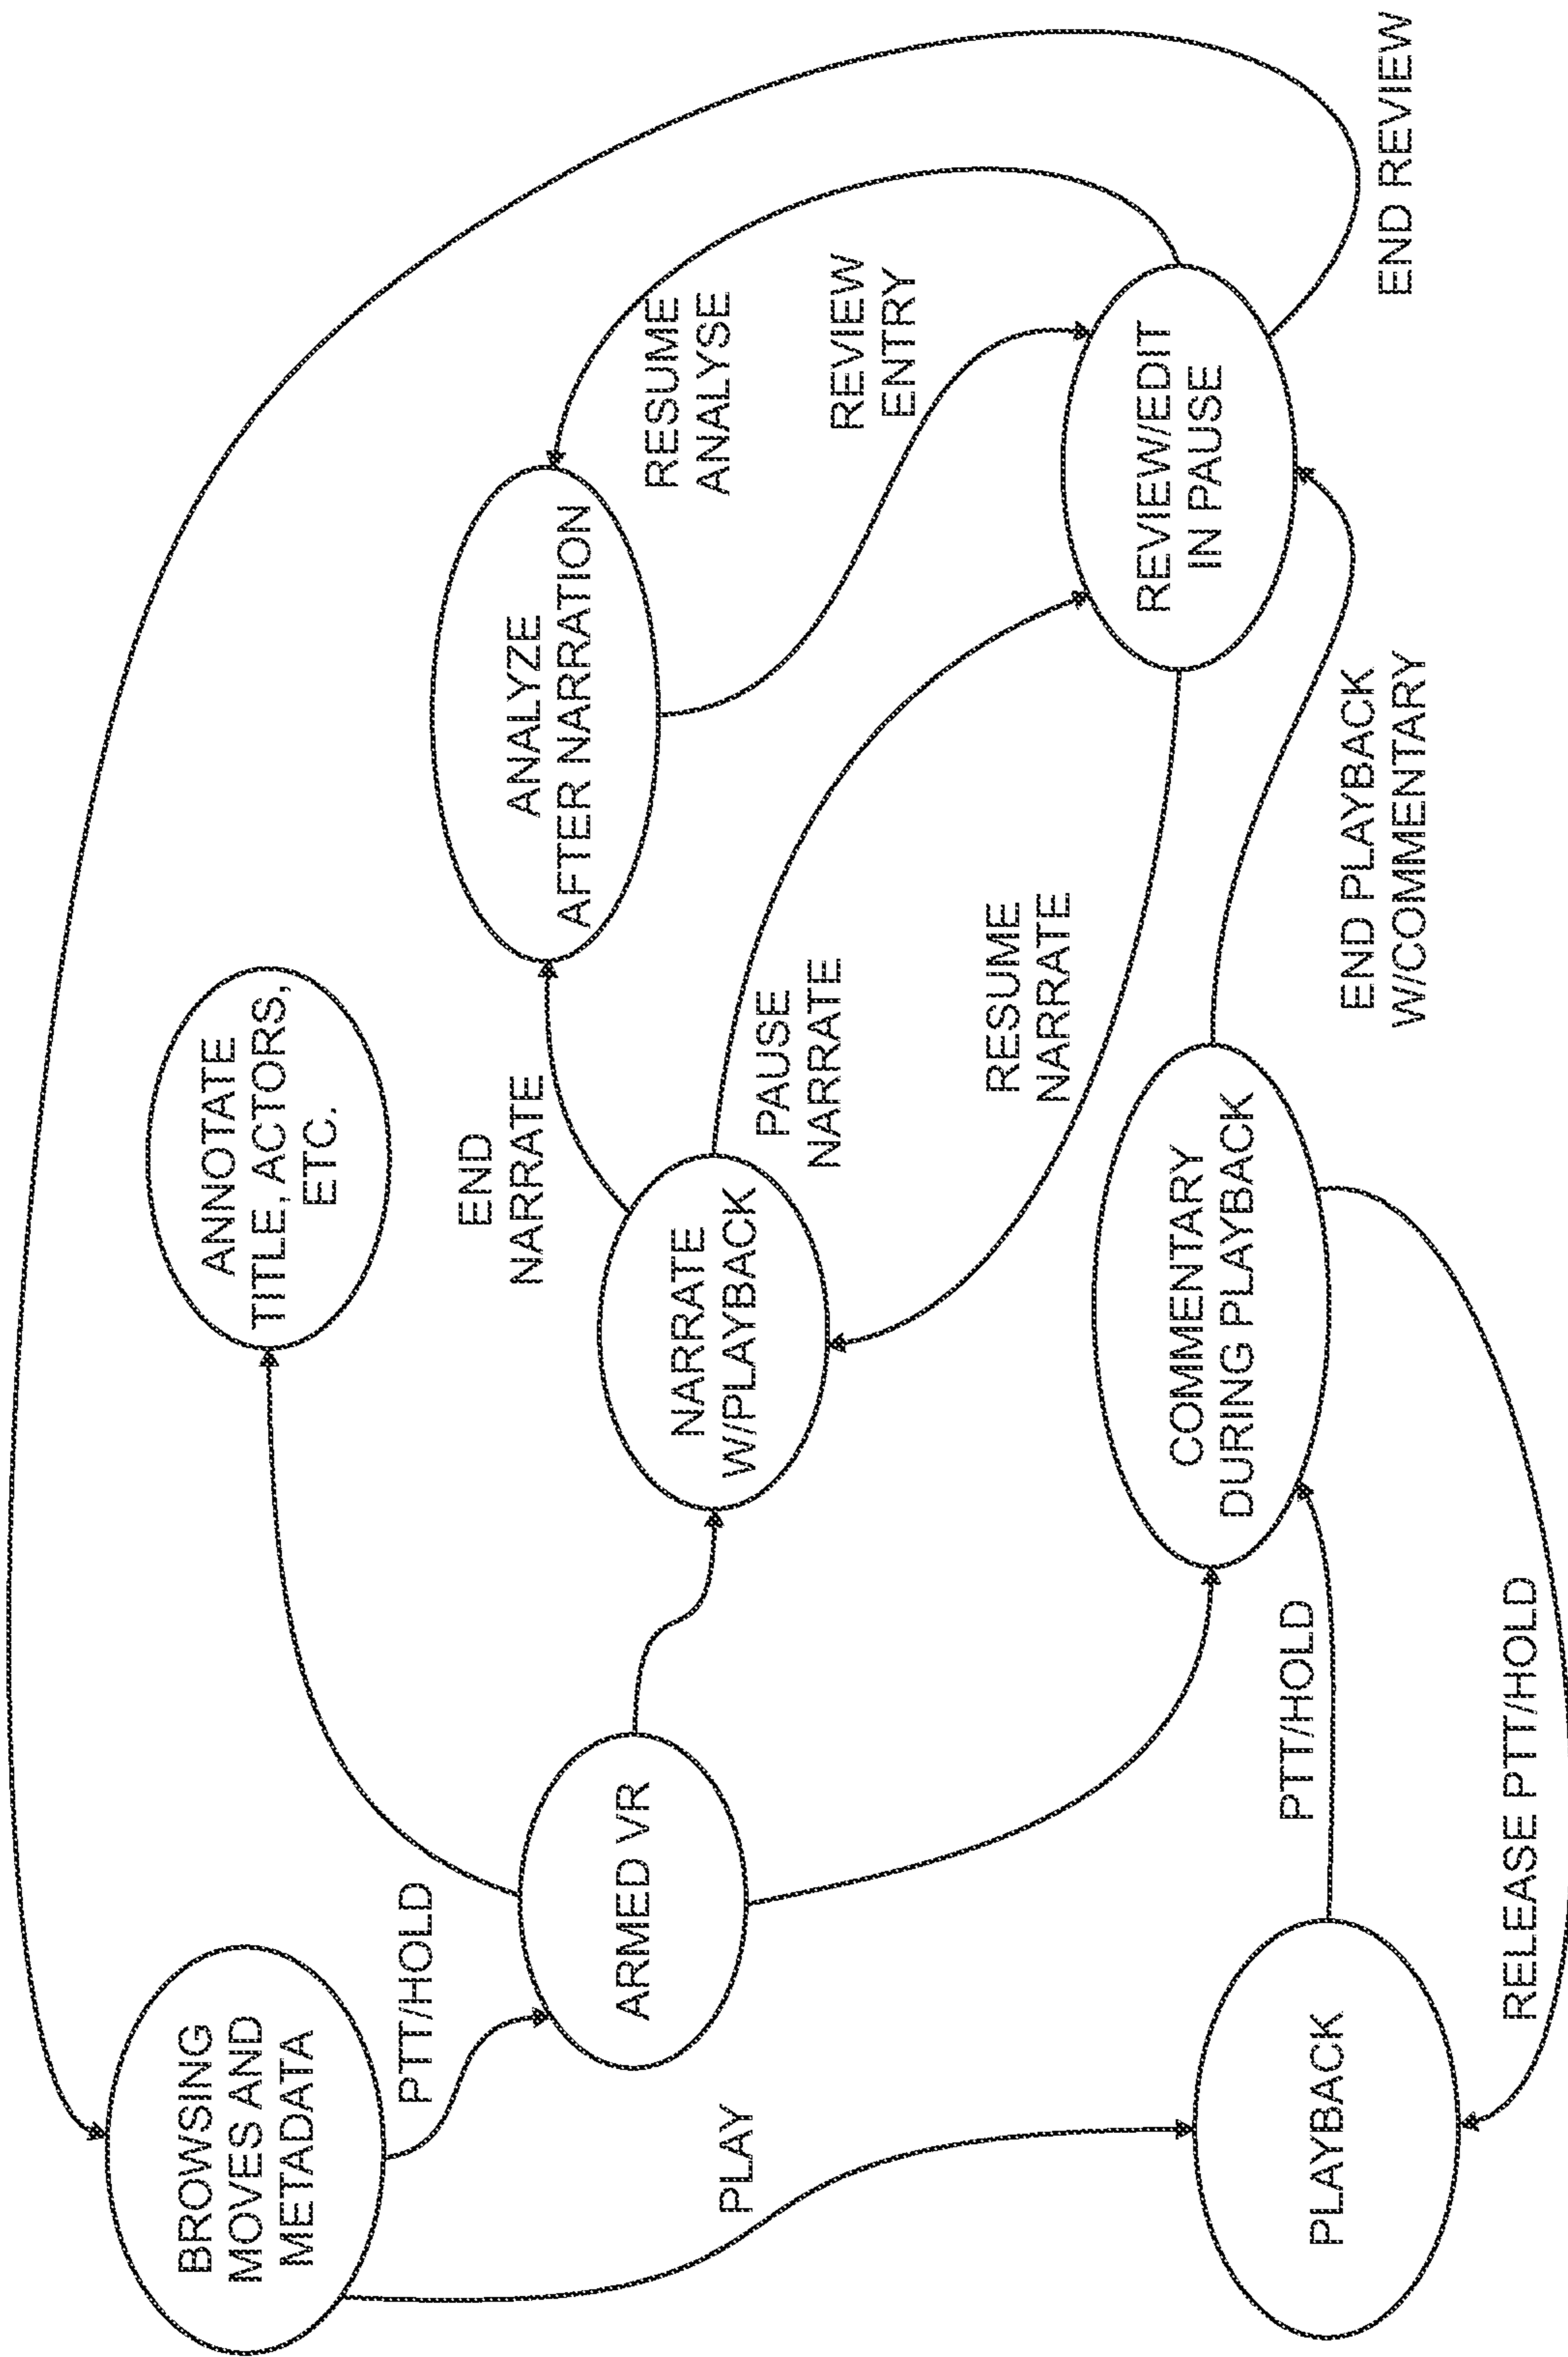 BROWSING
MOVES AND
METADATA
PTT/HOLD
PLAY
ARMED VR
PLAYBACK
PTT/HOLD
RELEASE PTT/HOLD
ANNOTATE
TITLE, ACTORS,
ETC.
END
NARRATE
NARRATE
W/PLAYBACK
PAUSE
NARRATE
RESUME
NARRATE
COMMENTARY
DURING PLAYBACK
END PLAYBACK
W/COMMENTARY
ANALYZE
AFTER NARRATION
RESUME
ANALYSE
REVIEW
ENTRY
REVIEW/EDIT
IN PAUSE
END REVIEW